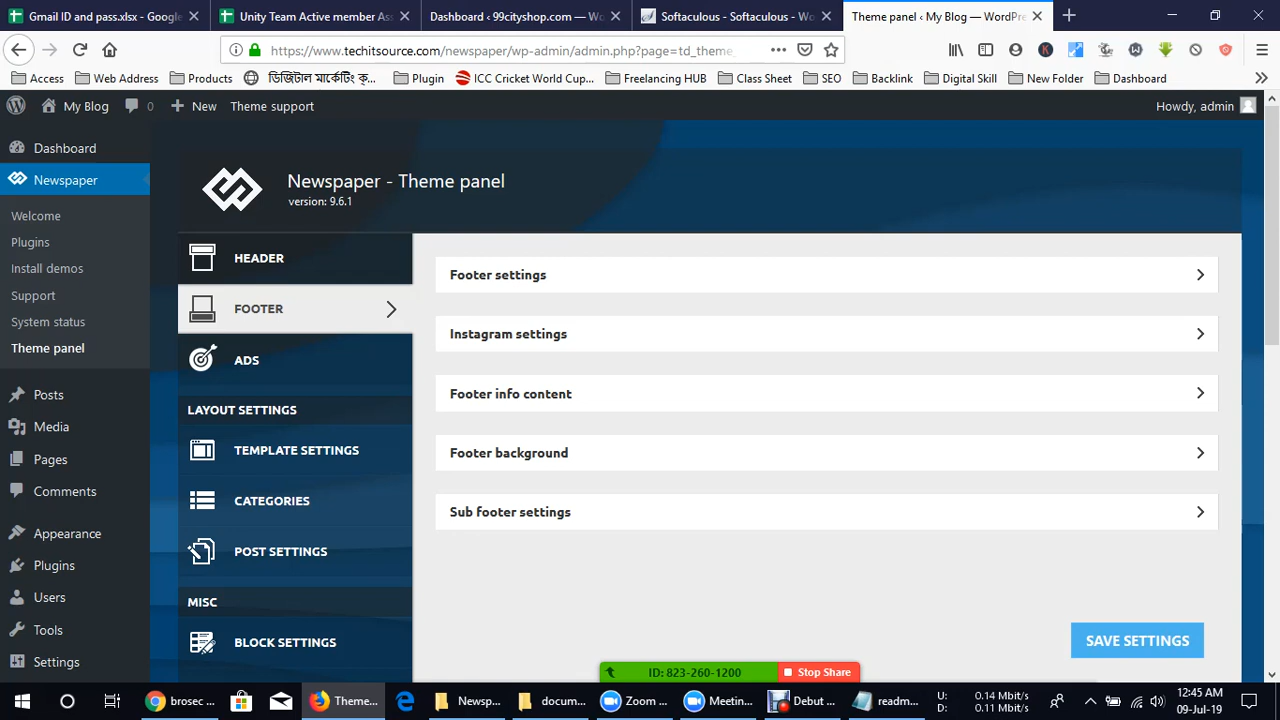 Gmail ID and pass.xlsx - Google
Unity Team Active member Ass
Dashboard ‹ 99cityshop.com — Wo
Softaculous - Softaculous - Wo
Theme panel ‹ My Blog — WordPre
https://www.techitsource.com/newspaper/wp-admin/admin.php?page=td_theme_
Access
Web Address
Products
ডিজিটাল মার্কেটিং কৃ...
Plugin
ICC Cricket World Cup...
Freelancing HUB
Class Sheet
SEO
Backlink
Digital Skill
New Folder
Dashboard
My Blog
0
New
Theme support
Howdy, admin
Dashboard
Newspaper
Welcome
Plugins
Install demos
Support
System status
Theme panel
Posts
Media
Pages
Comments
Appearance
Plugins
Users
Tools
Settings
Newspaper - Theme panel
version: 9.6.1
HEADER
FOOTER
ADS
LAYOUT SETTINGS
TEMPLATE SETTINGS
CATEGORIES
POST SETTINGS
MISC
BLOCK SETTINGS
Footer settings
Instagram settings
Footer info content
Footer background
Sub footer settings
SAVE SETTINGS
ID: 823-260-1200
Stop Share
brosec ...
Theme...
Newsp...
docum...
Zoom ...
Meetin...
Debut ...
readm...
U: 0.14 Mbit/s
D: 0.11 Mbit/s
12:45 AM
09-Jul-19